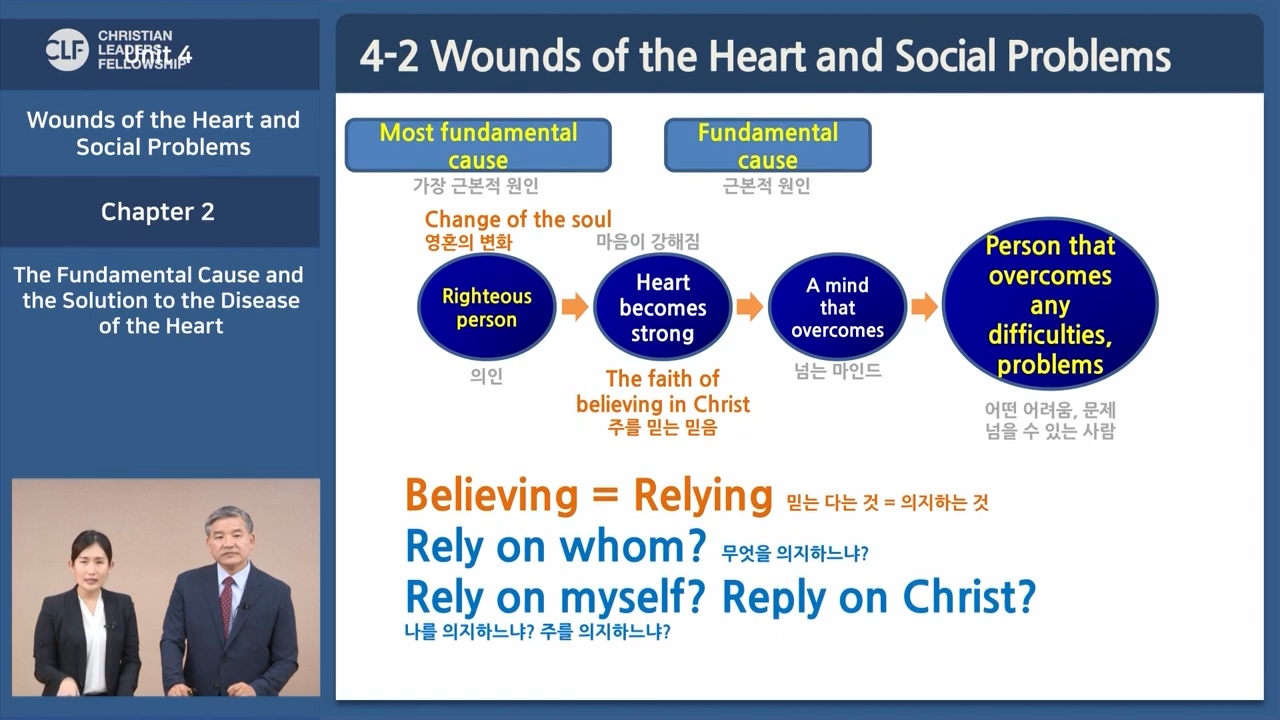 CLF
CHRISTIAN
LEADERS
FELLOWSHIP
Unit 4
Wounds of the Heart and
Social Problems
Chapter 2
The Fundamental Cause and
the Solution to the Disease
of the Heart
4-2 Wounds of the Heart and Social Problems
Most fundamental
cause
가장 근본적 원인
Fundamental
cause
근본적 원인
Change of the soul
영혼의 변화
마음이 강해짐
Righteous
person
의인
Heart
becomes
strong
The faith of
believing in Christ
주를 믿는 믿음
A mind
that
overcomes
넘는 마인드
Person that
overcomes
any
difficulties,
problems
어떤 어려움, 문제
넘을 수 있는 사람
Believing = Relying 믿는 다는 것 = 의지하는 것
Rely on whom? 무엇을 의지하느냐?
Rely on myself? Reply on Christ?
나를 의지하느냐? 주를 의지하느냐?